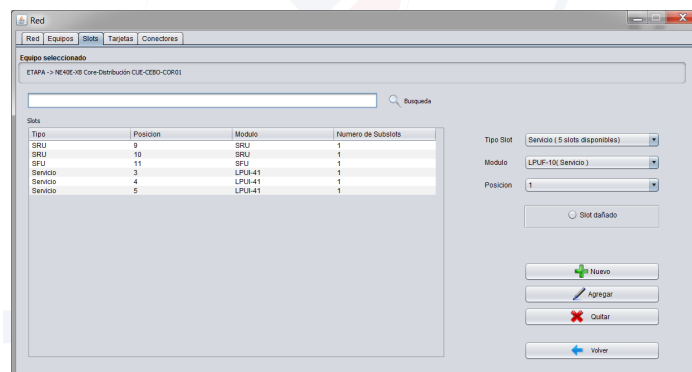 Red
Red Equipos Slots Tarjetas Conectores
Equipo seleccionado
ETAPA -> NE40E-X8 Core-Distribución CUE-CEBO-COR01
Busqueda
Slots
Tipo Posicion Modulo Numero de Subslots
SRU 9 SRU 1
SRU 10 SRU 1
SFU 11 SFU 1
Servicio 3 LPUI-41 1
Servicio 4 LPUI-41 1
Servicio 5 LPUI-41 1
Tipo Slot Servicio ( 5 slots disponibles)
Modulo LPUF-10( Servicio )
Posicion 1
Slot dañado
Nuevo
Agregar
Quitar
Volver